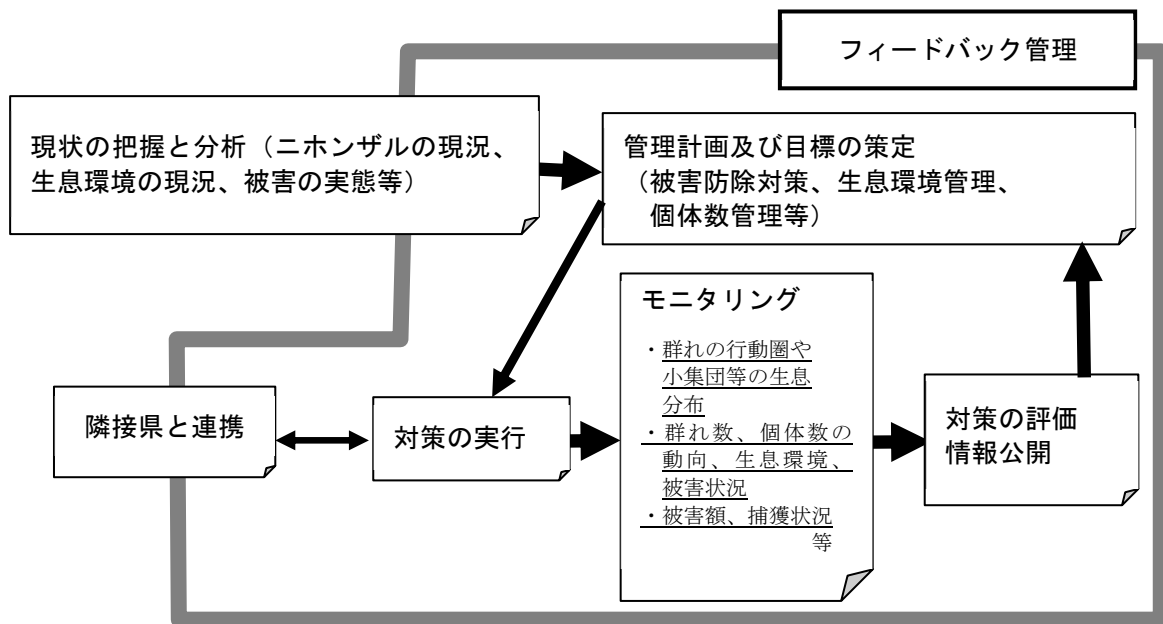 フィードバック管理
現状の把握と分析（ニホンザルの現況、
生息環境の現況、被害の実態等）
管理計画及び目標の策定
（被害防除対策、生息環境管理、
個体数管理等）
モニタリング
・群れの行動圏や
小集団等の生息
分布
・群れ数、個体数の
動向、生息環境、
被害状況
・被害額、捕獲状況
等
隣接県と連携
対策の実行
対策の評価
情報公開